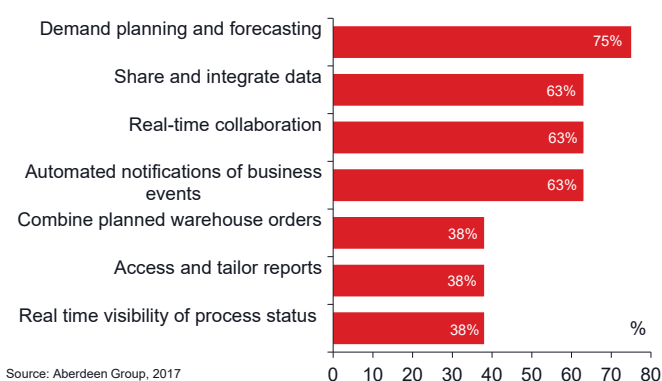 Demand planning and forecasting
75%
Share and integrate data
63%
Real-time collaboration
63%
Automated notifications of business
events
63%
Combine planned warehouse orders
38%
Access and tailor reports
38%
Real time visibility of process status
38%
%
0 10 20 30 40 50 60 70 80
Source: Aberdeen Group, 2017